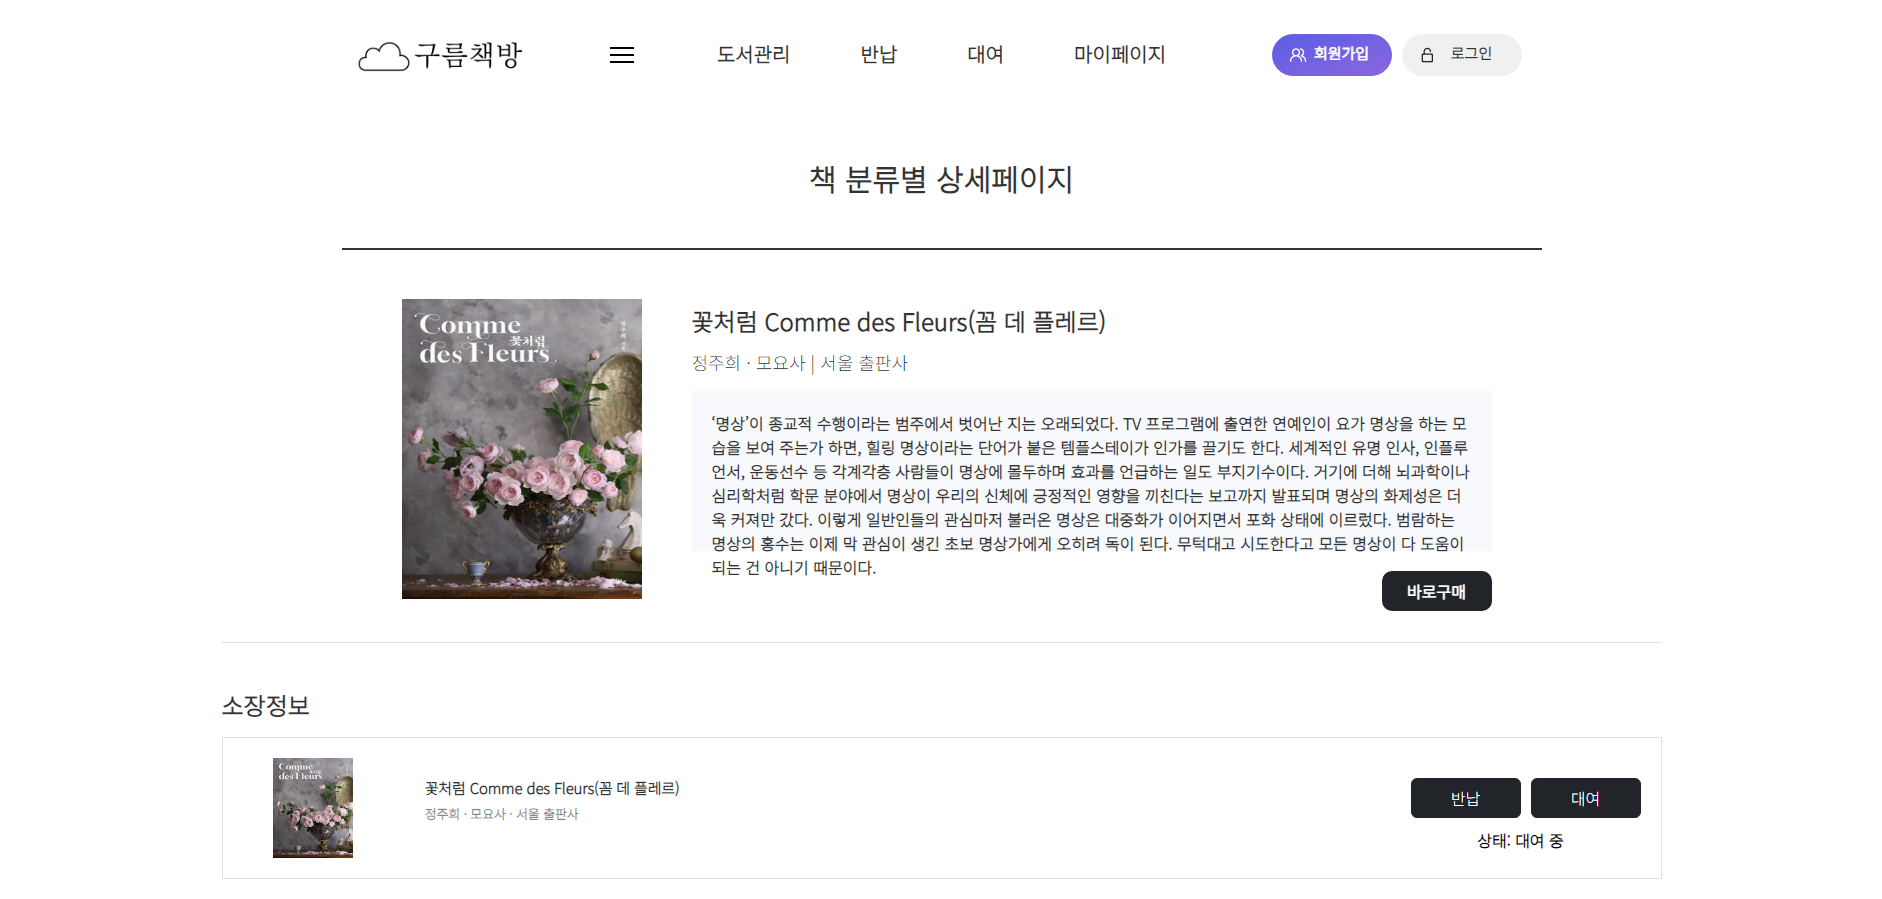 구름책방
도서관리
반납
대여
마이페이지
회원가입
로그인
책 분류별 상세페이지
Comme
꽃처럼
des Fleurs
꽃처럼 Comme des Fleurs(꼼 데 플레르)
정주희 · 모요사 | 서울 출판사
‘명상’이 종교적 수행이라는 범주에서 벗어난 지는 오래되었다. TV 프로그램에 출연한 연예인이 요가 명상을 하는 모
습을 보여 주는가 하면, 힐링 명상이라는 단어가 붙은 템플스테이가 인가를 끌기도 한다. 세계적인 유명 인사, 인플루
언서, 운동선수 등 각계각층 사람들이 명상에 몰두하며 효과를 언급하는 일도 부지기수이다. 거기에 더해 뇌과학이나
심리학처럼 학문 분야에서 명상이 우리의 신체에 긍정적인 영향을 끼친다는 보고까지 발표되며 명상의 화제성은 더
욱 커져만 갔다. 이렇게 일반인들의 관심마저 불러온 명상은 대중화가 이어지면서 포화 상태에 이르렀다. 범람하는
명상의 홍수는 이제 막 관심이 생긴 초보 명상가에게 오히려 독이 된다. 무턱대고 시도한다고 모든 명상이 다 도움이
되는 건 아니기 때문이다.
바로구매
소장정보
Comme
des Fleurs
꽃처럼 Comme des Fleurs(꼼 데 플레르)
정주희 · 모요사 · 서울 출판사
반납
대여
상태: 대여 중